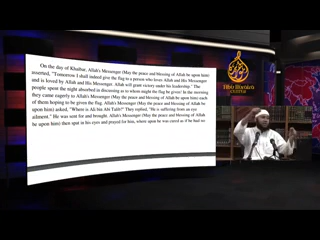 On the day of Khaibar, Allah's Messenger (May the peace and blessing of Allah be upon him)
asserted, "Tomorrow I shall indeed give the flag to a person who loves Allah and His Messenger
and is loved by Allah and His Messenger. Allah will grant victory under his leadership." The
people spent the night absorbed in discussing as to whom might the flag be given! In the morning
they came eagerly to Allah's Messenger (May the peace and blessing of Allah be upon him) each
of them hoping to be given the flag. Allah's Messenger (May the peace and blessing of Allah be
upon him) asked, "Where is Ali bin Abi Talib?" They replied, "He is suffering from an eye
ailment." He was sent for and brought. Allah's Messenger (May the peace and blessing of Allah
be upon him) then spat in his eyes and prayed for him, where upon he was cured as if he had no